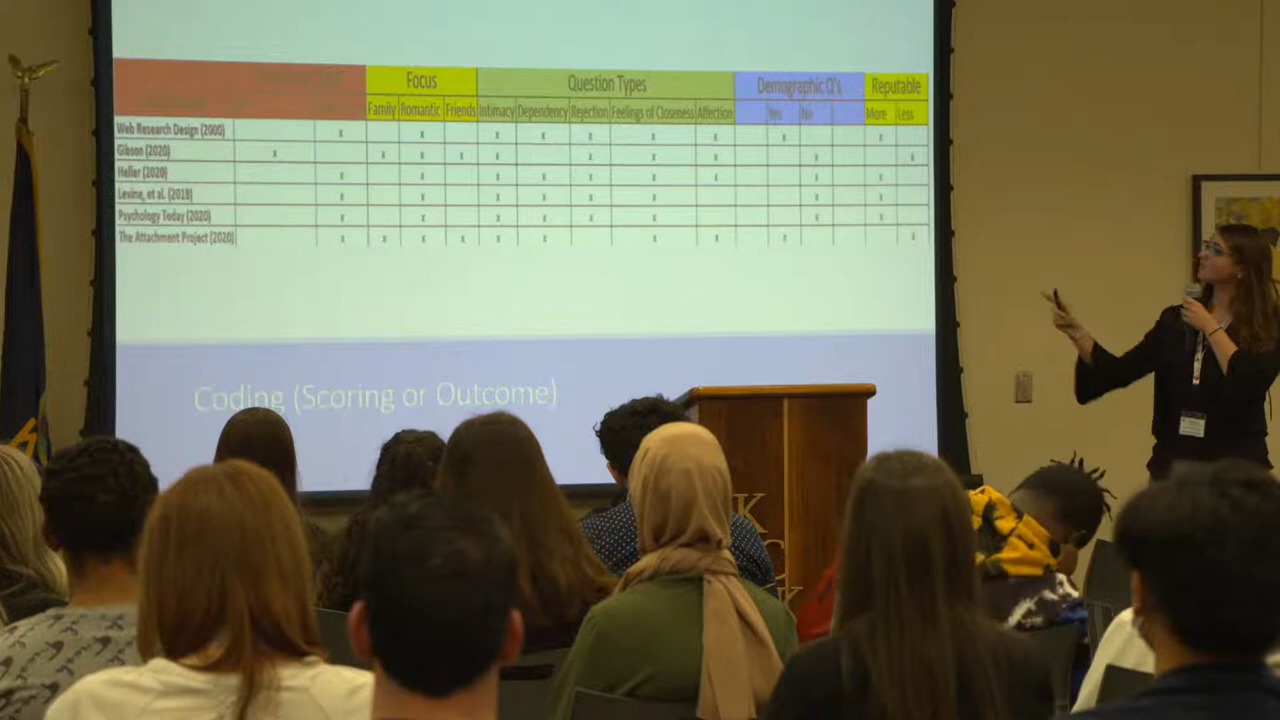 Focus Question Types Demographic Q's Reputable
Family Romantic Friends Intimacy Dependency Rejection Feelings of Closeness Affection Yes No More Less
Web Research Design (2000) x x x x x x x x x
Gibson (2020) x x x x x x x x x x
Heller (2020) x x x x x x x x x
Levine, et al. (2018) x x x x x x x x
Psychology Today (2020) x x x x x x x x
The Attachment Project (2020) x x x x x x x x x x
Coding (Scoring or Outcome)
K